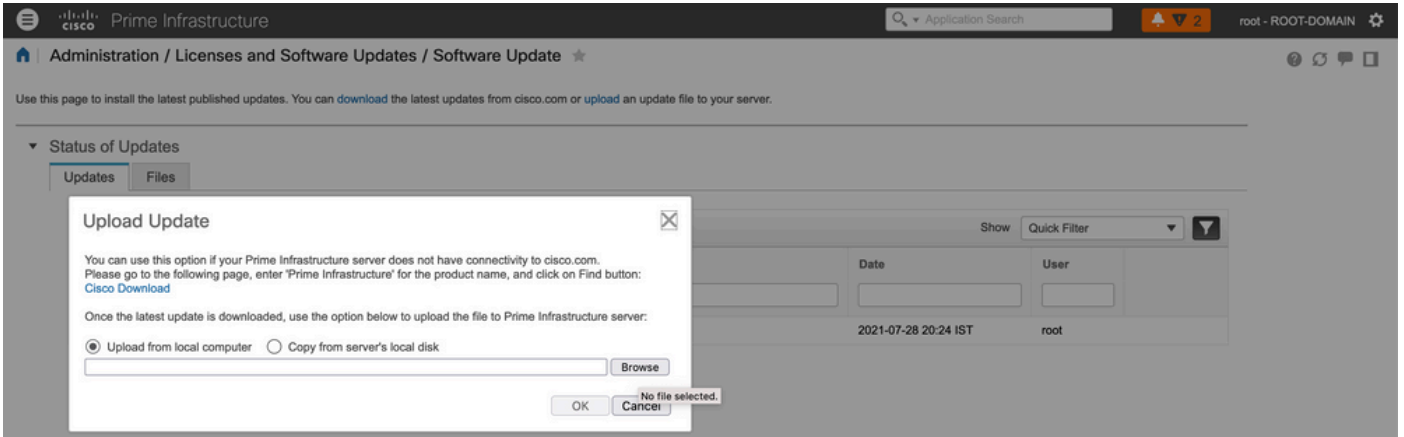 cisco Prime Infrastructure
Application Search
2
root - ROOT-DOMAIN
Administration / Licenses and Software Updates / Software Update
Use this page to install the latest published updates. You can download the latest updates from cisco.com or upload an update file to your server.
Status of Updates
Updates Files
Upload Update
Show Quick Filter
You can use this option if your Prime Infrastructure server does not have connectivity to cisco.com.
Please go to the following page, enter 'Prime Infrastructure' for the product name, and click on Find button:
Cisco Download
Date User
Once the latest update is downloaded, use the option below to upload the file to Prime Infrastructure server:
Upload from local computer Copy from server's local disk
2021-07-28 20:24 IST root
Browse
No file selected.
OK Cancel